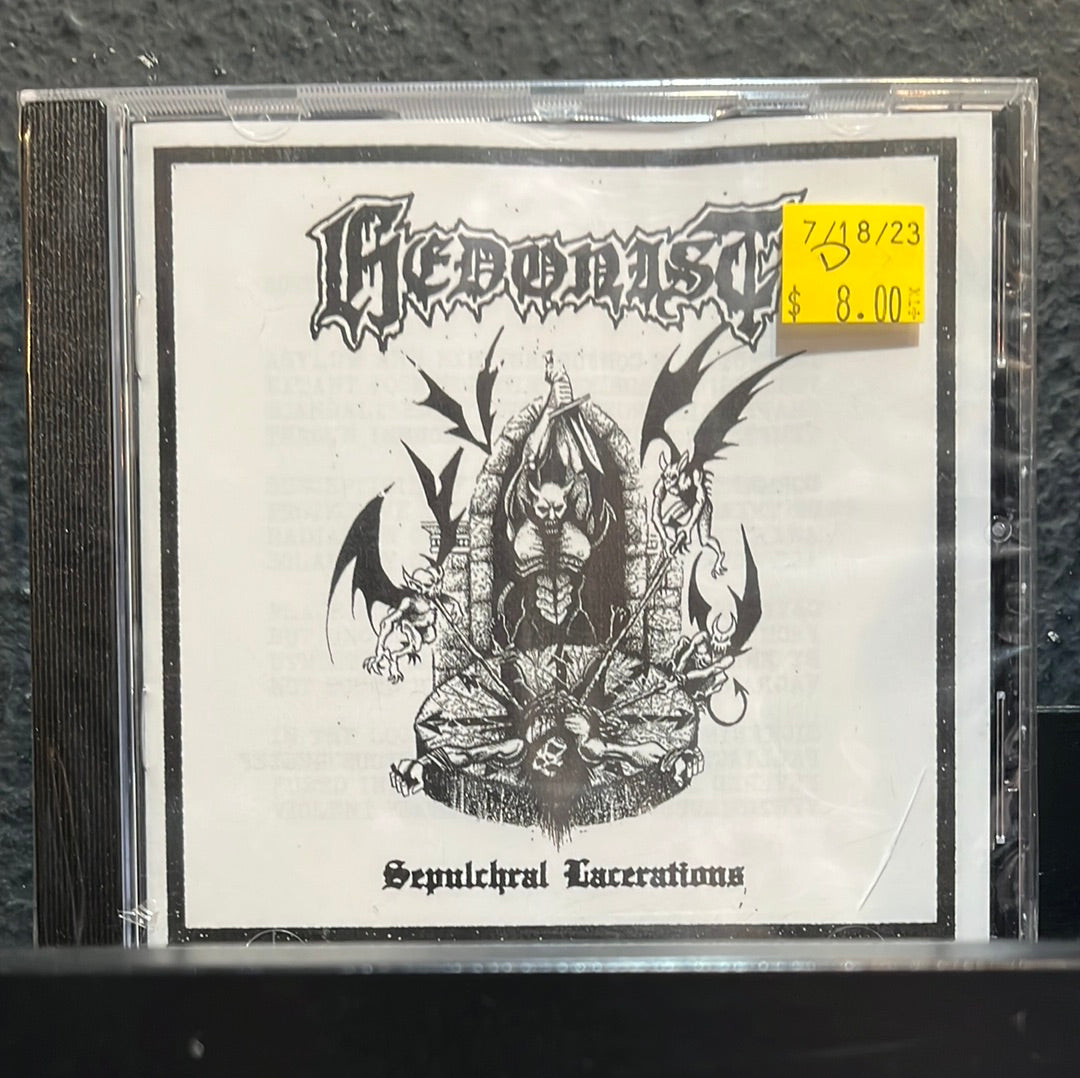 HEDONIST
7/18/23
D
$ 8.00
Sepulchral Lacerations